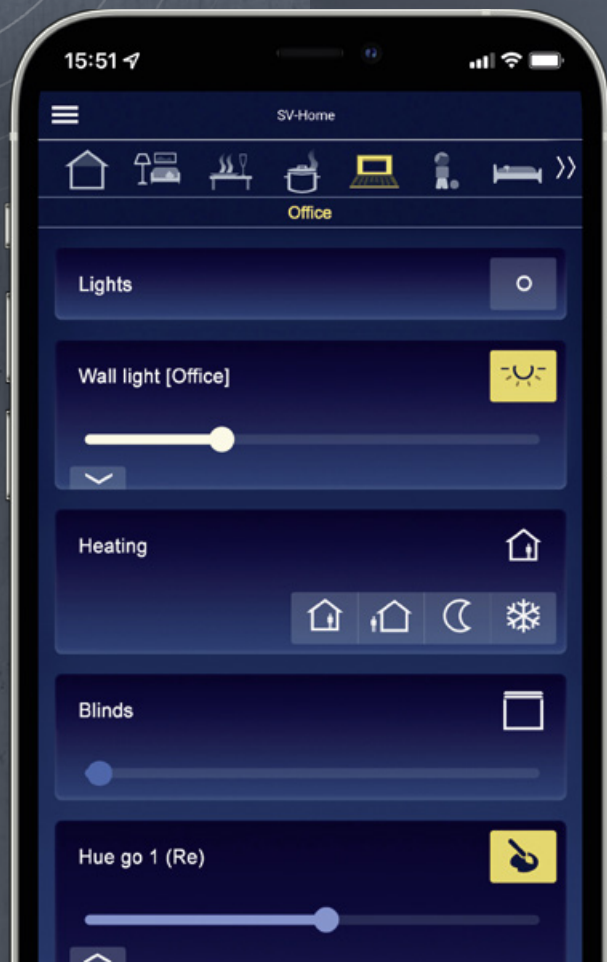 15:51
SV-Home
Office
Lights
Wall light [Office]
Heating
Blinds
Hue go 1 (Re)